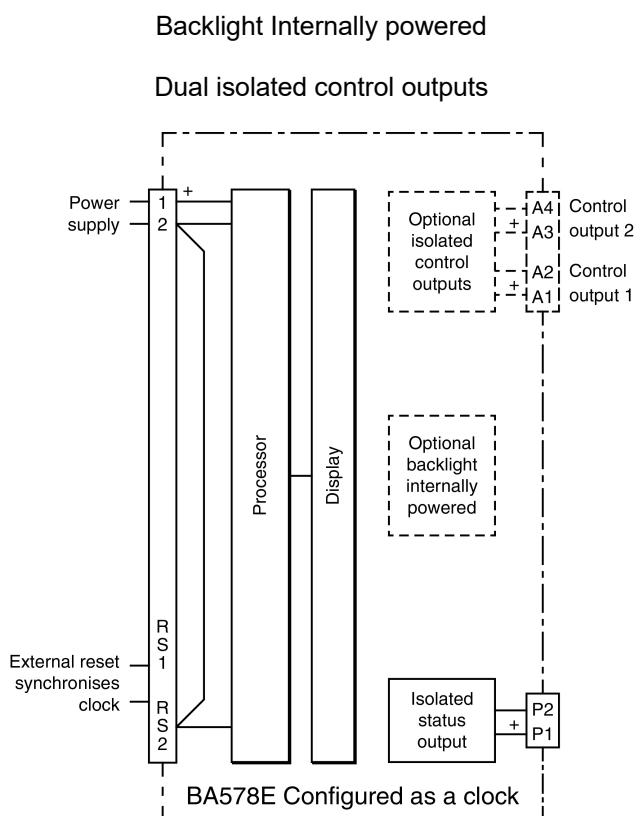 Backlight Internally powered
Dual isolated control outputs
+
Power
supply
1
2
Optional
isolated
control
outputs
+
+
A4
A3
A2
A1
Control
output 2
Control
output 1
Processor
Display
Optional
backlight
internally
powered
External reset
synchronises
clock
R
S
1
R
S
2
Isolated
status
output
+
P2
P1
BA578E Configured as a clock